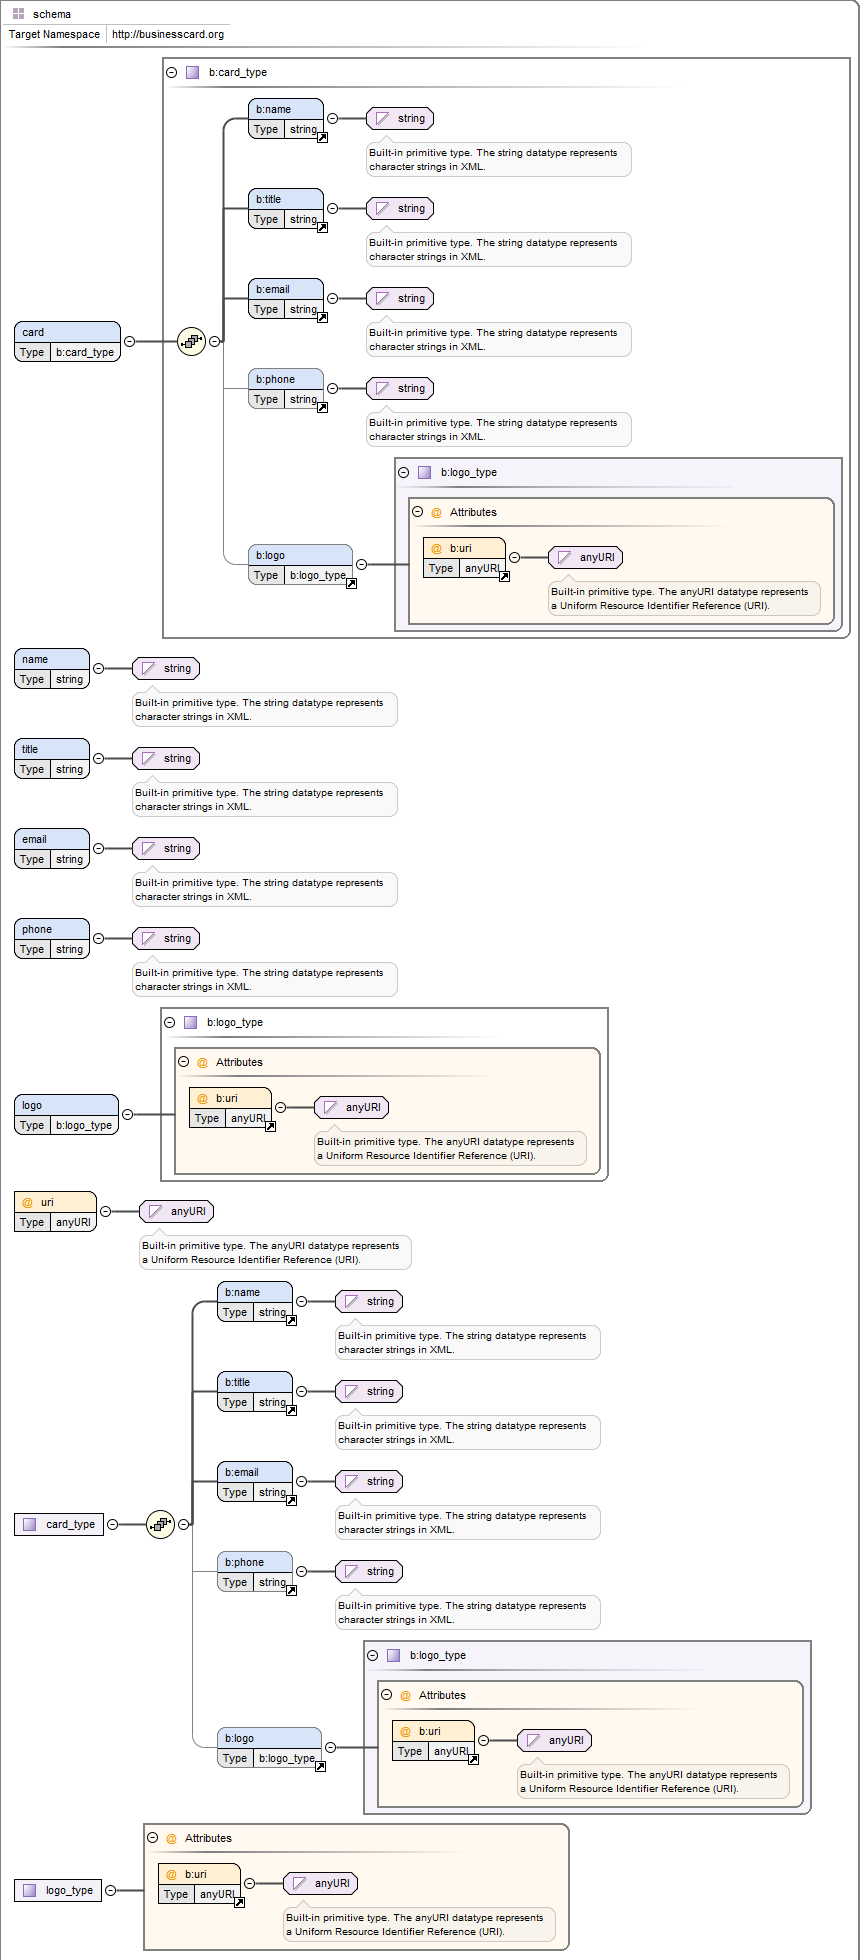 schema
Target Namespace http://businesscard.org
b:card_type
b:name
Type string
string
Built-in primitive type. The string datatype represents
character strings in XML.
b:title
Type string
string
Built-in primitive type. The string datatype represents
character strings in XML.
b:email
Type string
string
Built-in primitive type. The string datatype represents
character strings in XML.
card
Type b:card_type
b:phone
Type string
string
Built-in primitive type. The string datatype represents
character strings in XML.
b:logo_type
@ Attributes
@ b:uri
Type anyURI
anyURI
b:logo
Type b:logo_type
Built-in primitive type. The anyURI datatype represents
a Uniform Resource Identifier Reference (URI).
name
Type string
string
Built-in primitive type. The string datatype represents
character strings in XML.
title
Type string
string
Built-in primitive type. The string datatype represents
character strings in XML.
email
Type string
string
Built-in primitive type. The string datatype represents
character strings in XML.
phone
Type string
string
Built-in primitive type. The string datatype represents
character strings in XML.
b:logo_type
@ Attributes
logo
Type b:logo_type
@ b:uri
Type anyURI
anyURI
Built-in primitive type. The anyURI datatype represents
a Uniform Resource Identifier Reference (URI).
@ uri
Type anyURI
anyURI
Built-in primitive type. The anyURI datatype represents
a Uniform Resource Identifier Reference (URI).
b:name
Type string
string
Built-in primitive type. The string datatype represents
character strings in XML.
b:title
Type string
string
Built-in primitive type. The string datatype represents
character strings in XML.
b:email
Type string
string
Built-in primitive type. The string datatype represents
character strings in XML.
card_type
b:phone
Type string
string
Built-in primitive type. The string datatype represents
character strings in XML.
b:logo_type
@ Attributes
@ b:uri
Type anyURI
anyURI
b:logo
Type b:logo_type
Built-in primitive type. The anyURI datatype represents
a Uniform Resource Identifier Reference (URI).
@ Attributes
logo_type
@ b:uri
Type anyURI
anyURI
Built-in primitive type. The anyURI datatype represents
a Uniform Resource Identifier Reference (URI).